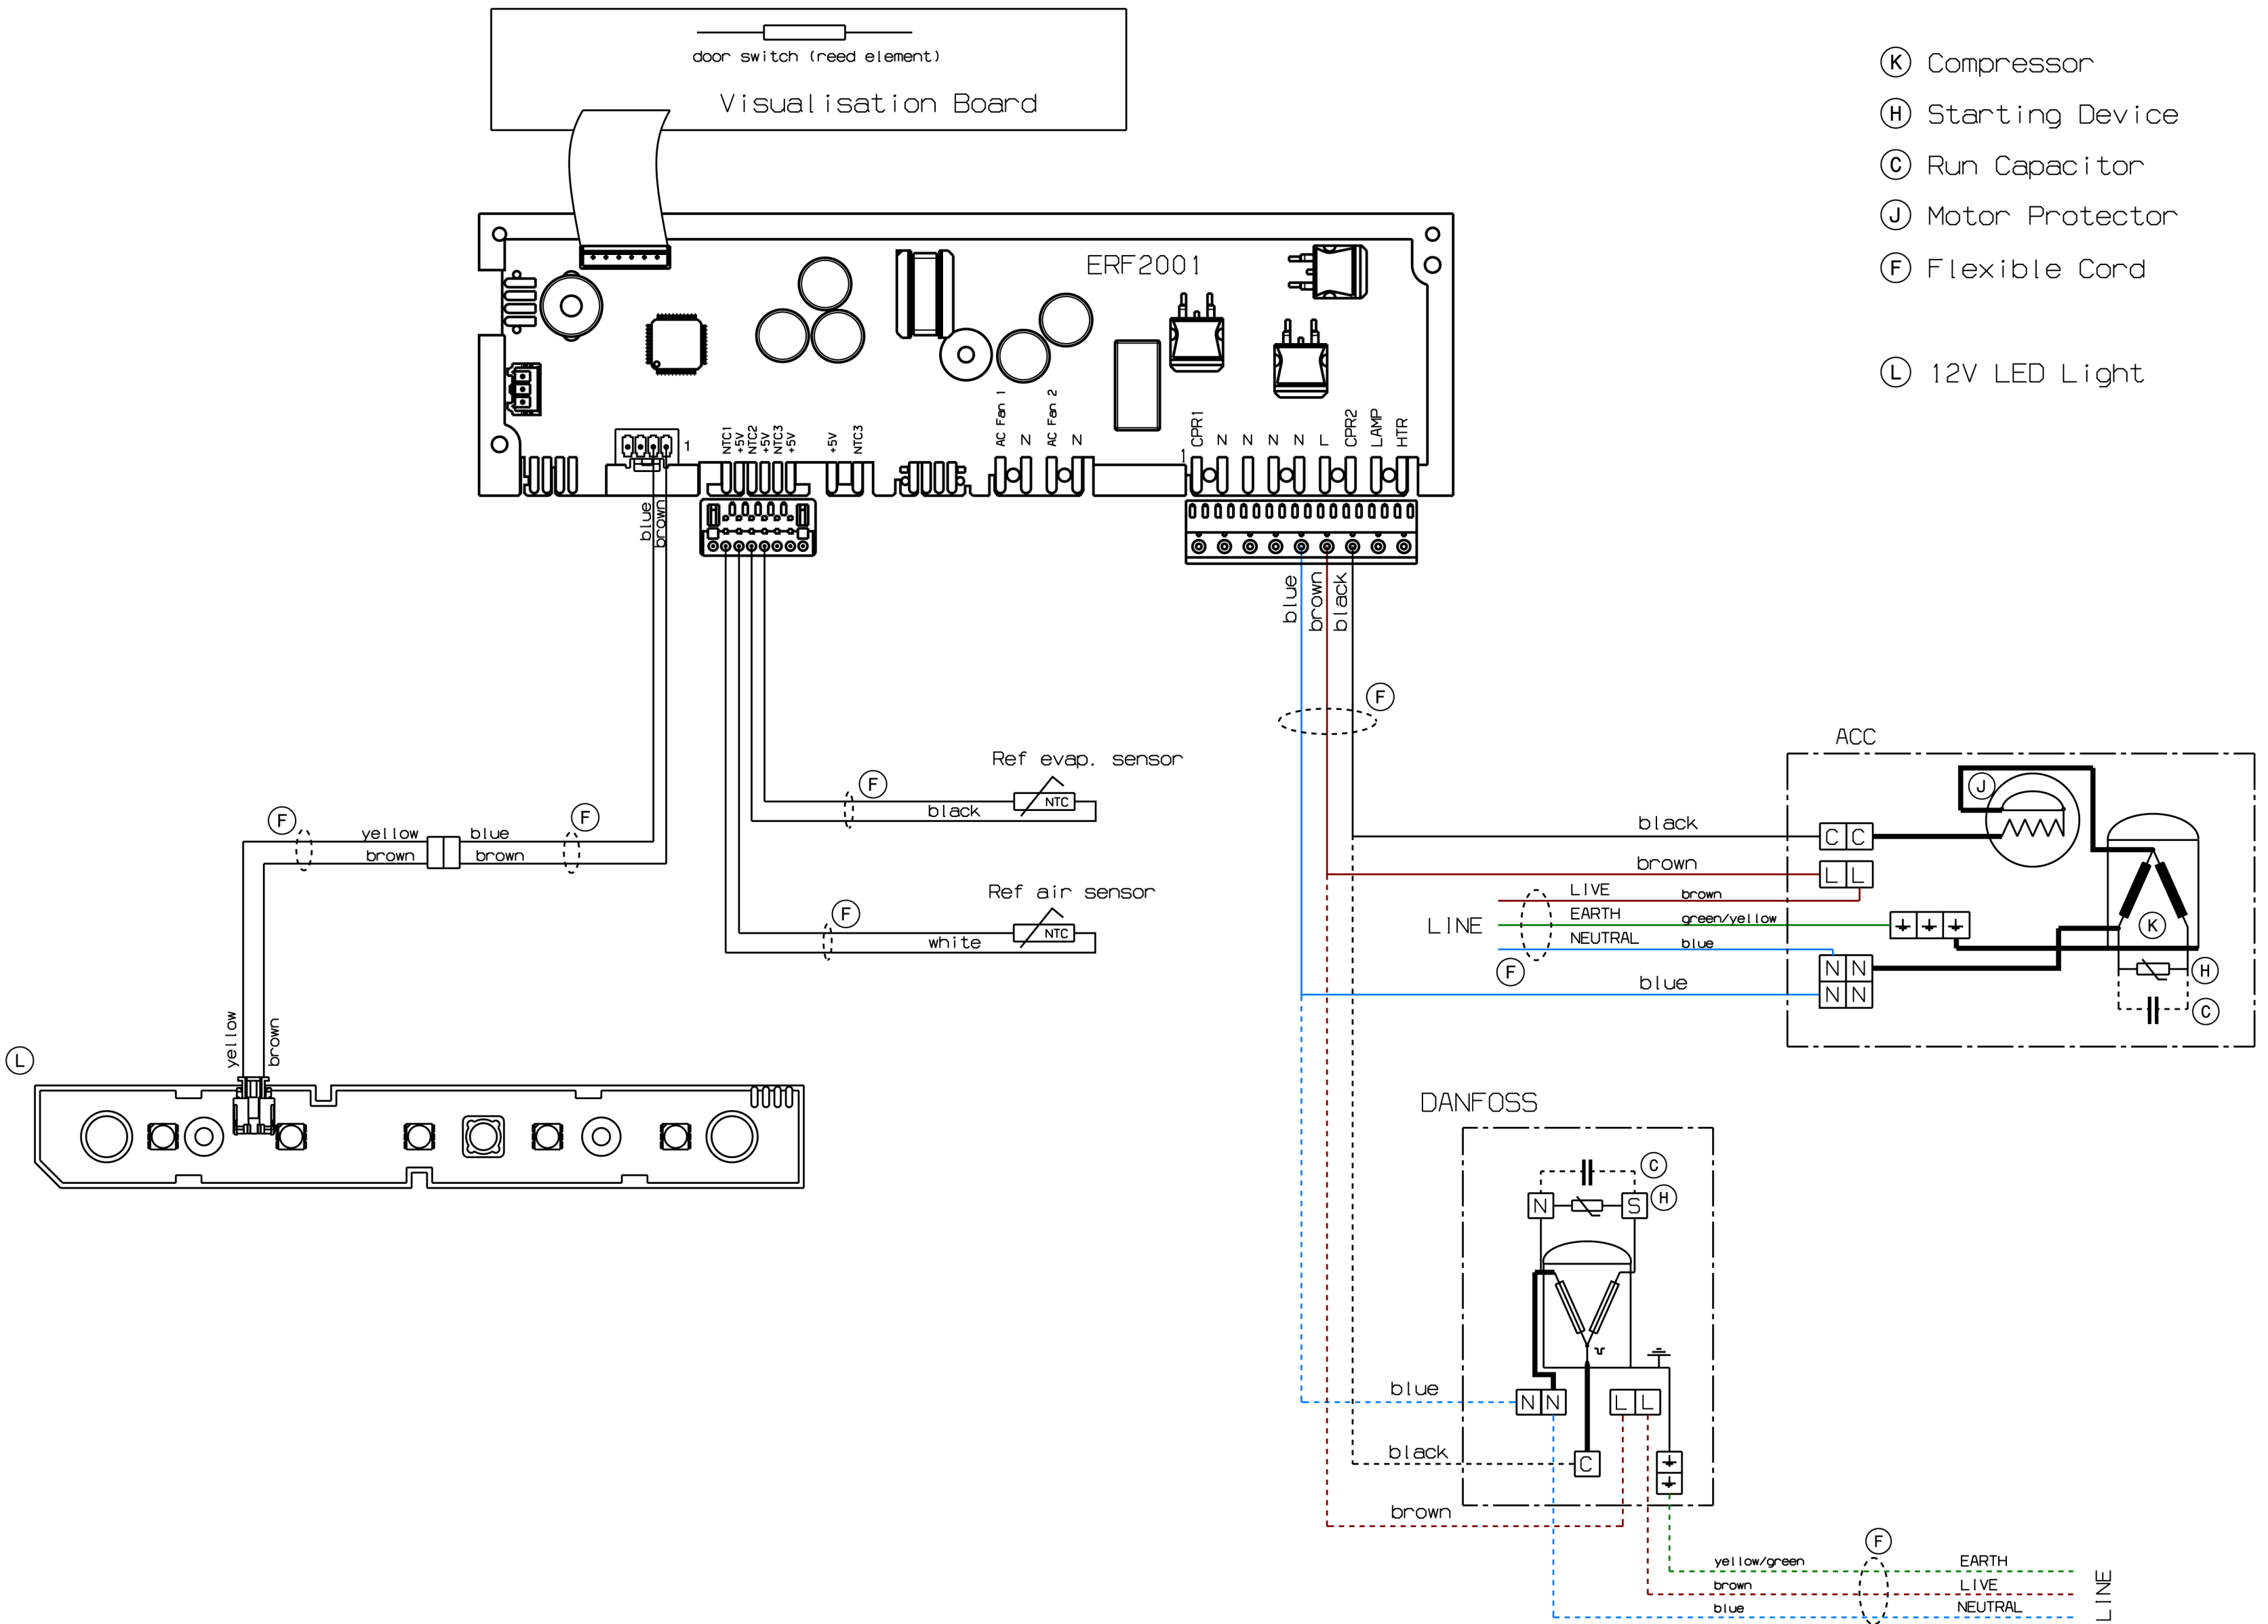 door switch (reed element)
Visualisation Board
K Compressor
H Starting Device
C Run Capacitor
J Motor Protector
F Flexible Cord
L 12V LED Light
ERF2001
1
NTC1
+5V
NTC2
+5V
NTC3
+5V
+5V
NTC3
AC Fan 1
N
AC Fan 2
N
1
CPR1
N
N
N
N
L
CPR2
LAMP
HTR
blue
brown
blue
brown
black
F
Ref evap. sensor
F
NTC
black
F
yellow
brown
blue
brown
F
Ref air sensor
F
NTC
white
yellow
brown
L
ACC
J
black
C C
brown
L L
LINE
LIVE brown
EARTH green/yellow
NEUTRAL blue
F
blue
N N
N N
K
H
C
DANFOSS
C
N
S
H
blue
N N
L L
black
C
brown
F
yellow/green EARTH
brown LIVE
blue NEUTRAL
LINE